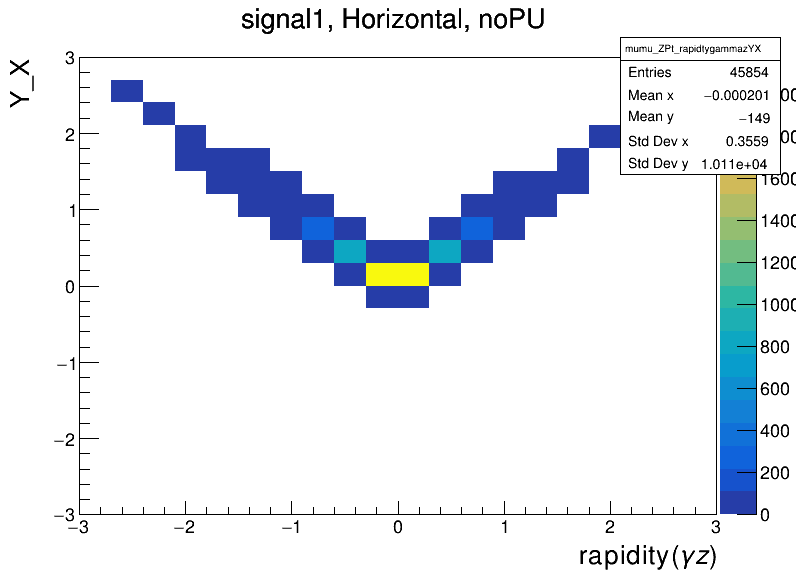 signal1, Horizontal, noPU
Y_X
mumu_ZPt_rapidtygammazYX
Entries 45854
Mean x −0.000201
Mean y −149
Std Dev x 0.3559
Std Dev y 1.011e+04
3
2
1
0
−1
−2
−3
−3 −2 −1 0 1 2 3
rapidity(γz)
1600
1400
1200
1000
800
600
400
200
0